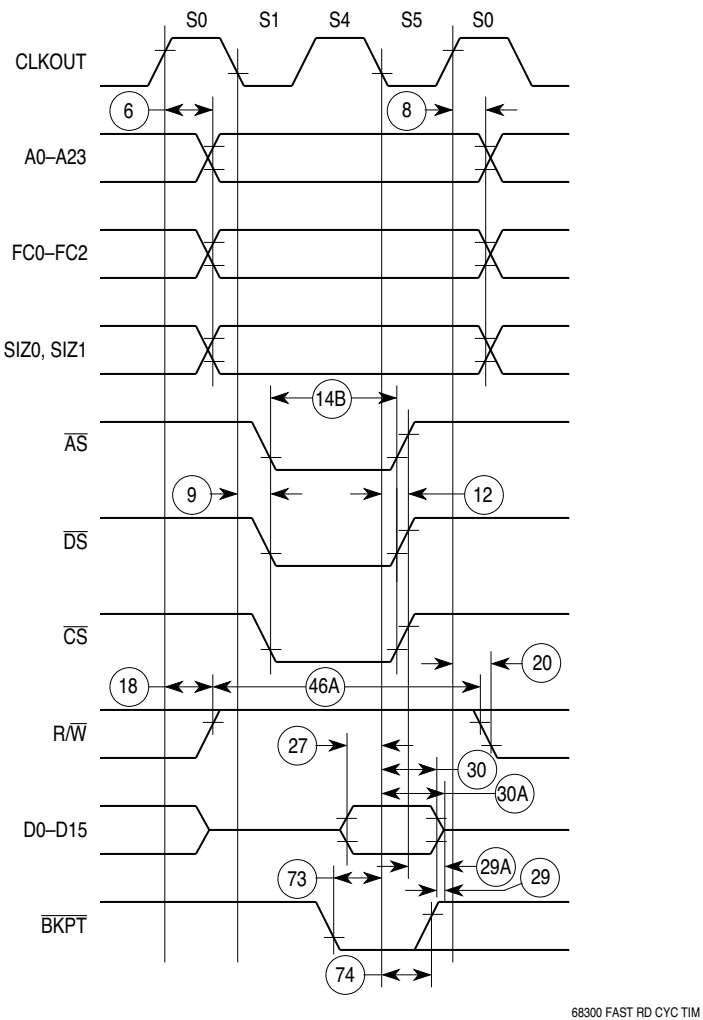 S0 S1 S4 S5 S0
CLKOUT
6 8
A0–A23
FC0–FC2
SIZ0, SIZ1
14B
AS
9 12
DS
CS
20
18 46A
R/W
27
30
30A
D0–D15
29A
73 29
BKPT
74
68300 FAST RD CYC TIM